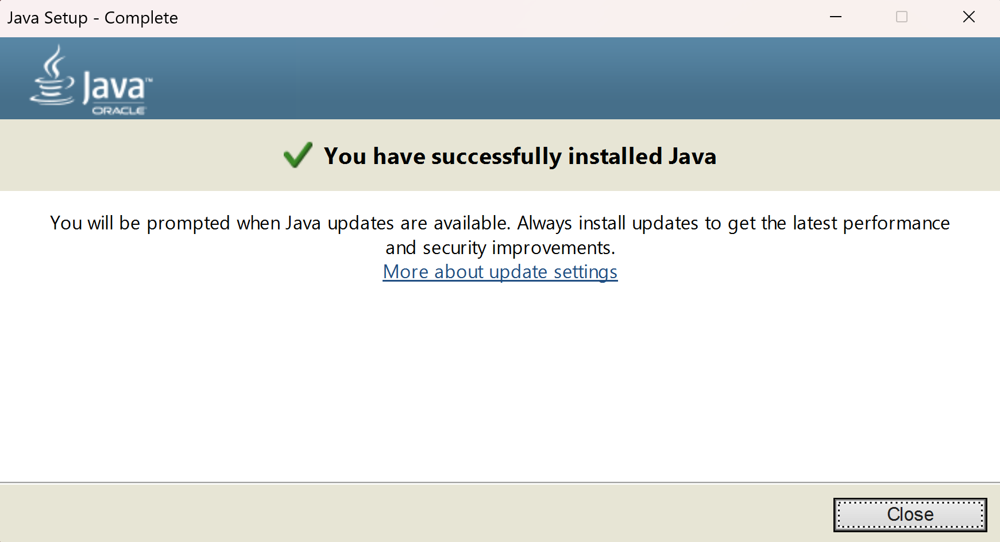 Java Setup - Complete
Java™
ORACLE
You have successfully installed Java
You will be prompted when Java updates are available. Always install updates to get the latest performance
and security improvements.
More about update settings
Close